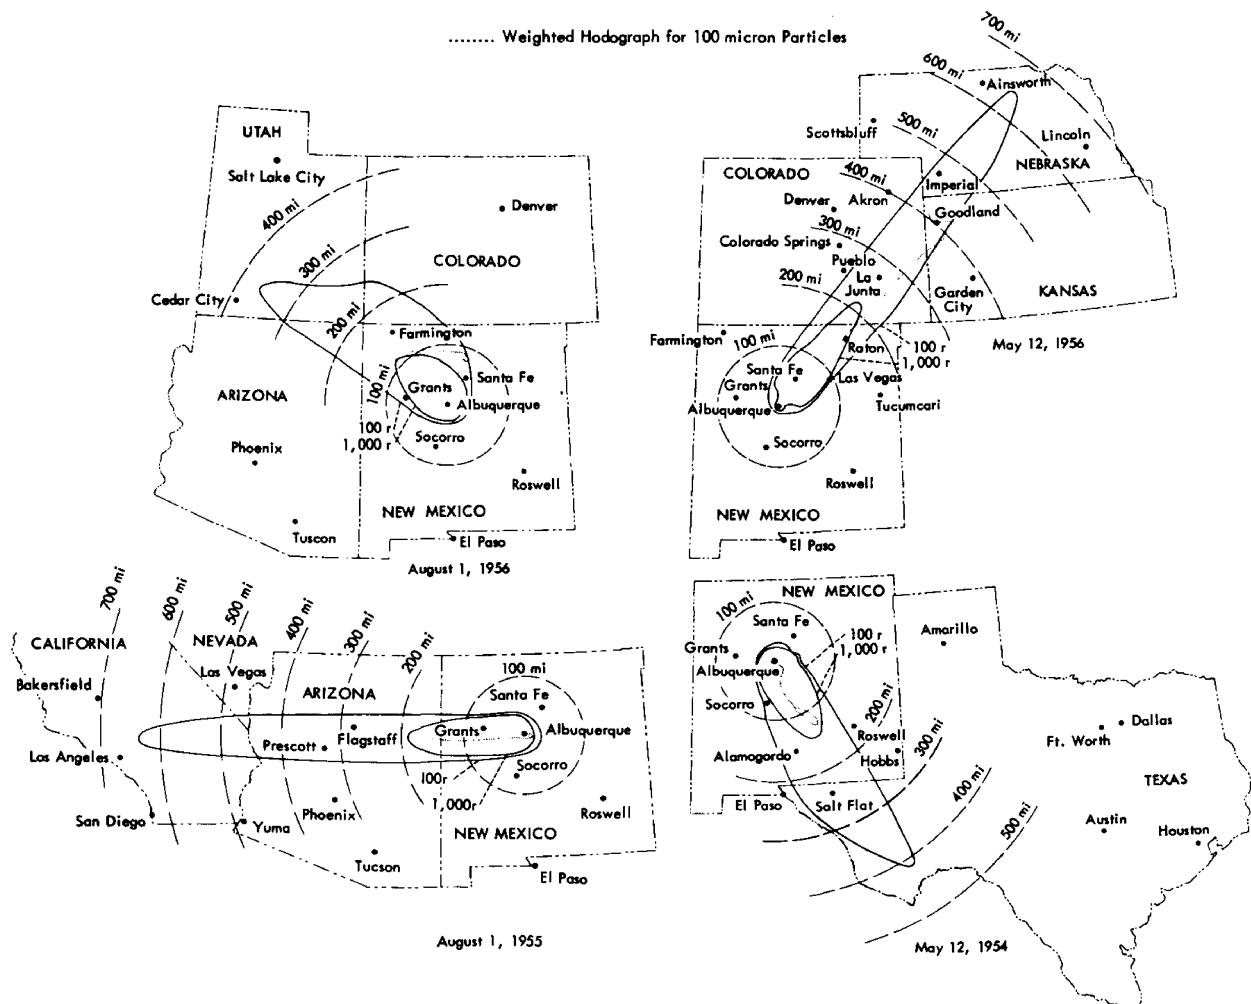 ........ Weighted Hodograph for 100 micron Particles
UTAH
Salt Lake City
400 mi
Denver
300 mi
COLORADO
Cedar City
200 mi
Farmington
100 mi
Santa Fe
Grants
ARIZONA
Albuquerque
100 r
1,000 r
Socorro
Phoenix
Roswell
NEW MEXICO
Tuscon
El Paso
August 1, 1956
700 mi
600 mi
Ainsworth
Scottsbluff
500 mi
Lincoln
NEBRASKA
COLORADO
400 mi
Imperial
Denver
Akron
Goodland
300 mi
Colorado Springs
Pueblo
200 mi
La
Junta
Garden
City
KANSAS
Farmington
100 mi
Raton
100 r
1,000 r
May 12, 1956
Santa Fe
Grants
Las Vegas
Albuquerque
Tucumcari
Socorro
Roswell
NEW MEXICO
El Paso
700 mi
600 mi
500 mi
400 mi
300 mi
200 mi
CALIFORNIA
NEVADA
Las Vegas
100 mi
Bakersfield
ARIZONA
Santa Fe
Grants
Albuquerque
Flagstaff
Prescott
Los Angeles
Socorro
100r
1,000r
Phoenix
Roswell
San Diego
Yuma
NEW MEXICO
Tucson
El Paso
August 1, 1955
NEW MEXICO
100 mi
Santa Fe
100 r
1,000 r
Amarillo
Grants
Albuquerque
Socorro
200 mi
Roswell
300 mi
Dallas
Ft. Worth
Alamogordo
Hobbs
400 mi
TEXAS
El Paso
Salt Flat
500 mi
Austin
Houston
May 12, 1954